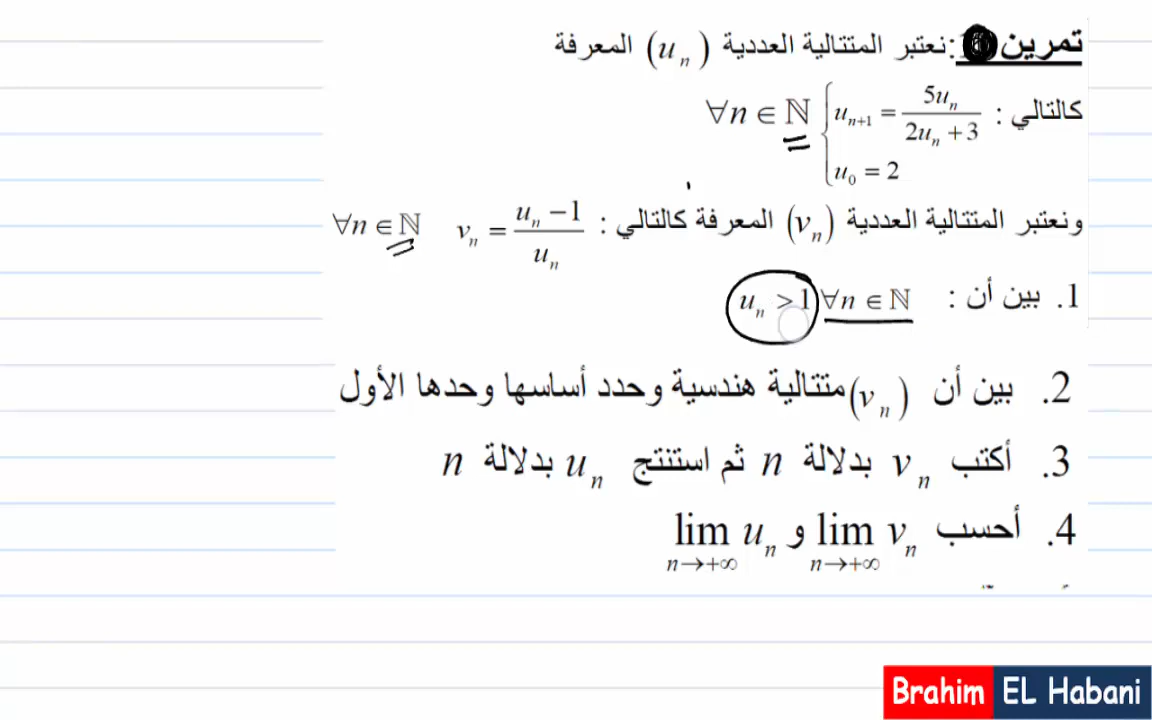 تمرين : نعتبر المتتالية العددية (u_n) المعرفة
كالتالي : { u_{n+1} = 5u_n / (2u_n + 3) ; u_0 = 2 ∀n ∈ ℕ
ونعتبر المتتالية العددية (v_n) المعرفة كالتالي : v_n = (u_n − 1) / u_n ∀n ∈ ℕ
1. بين أن : ∀n ∈ ℕ u_n > 1
2. بين أن (v_n) متتالية هندسية وحدد أساسها وحدها الأول
3. أكتب v_n بدلالة n ثم استنتج u_n بدلالة n
4. أحسب lim_{n→+∞} v_n و lim_{n→+∞} u_n
Brahim EL Habani